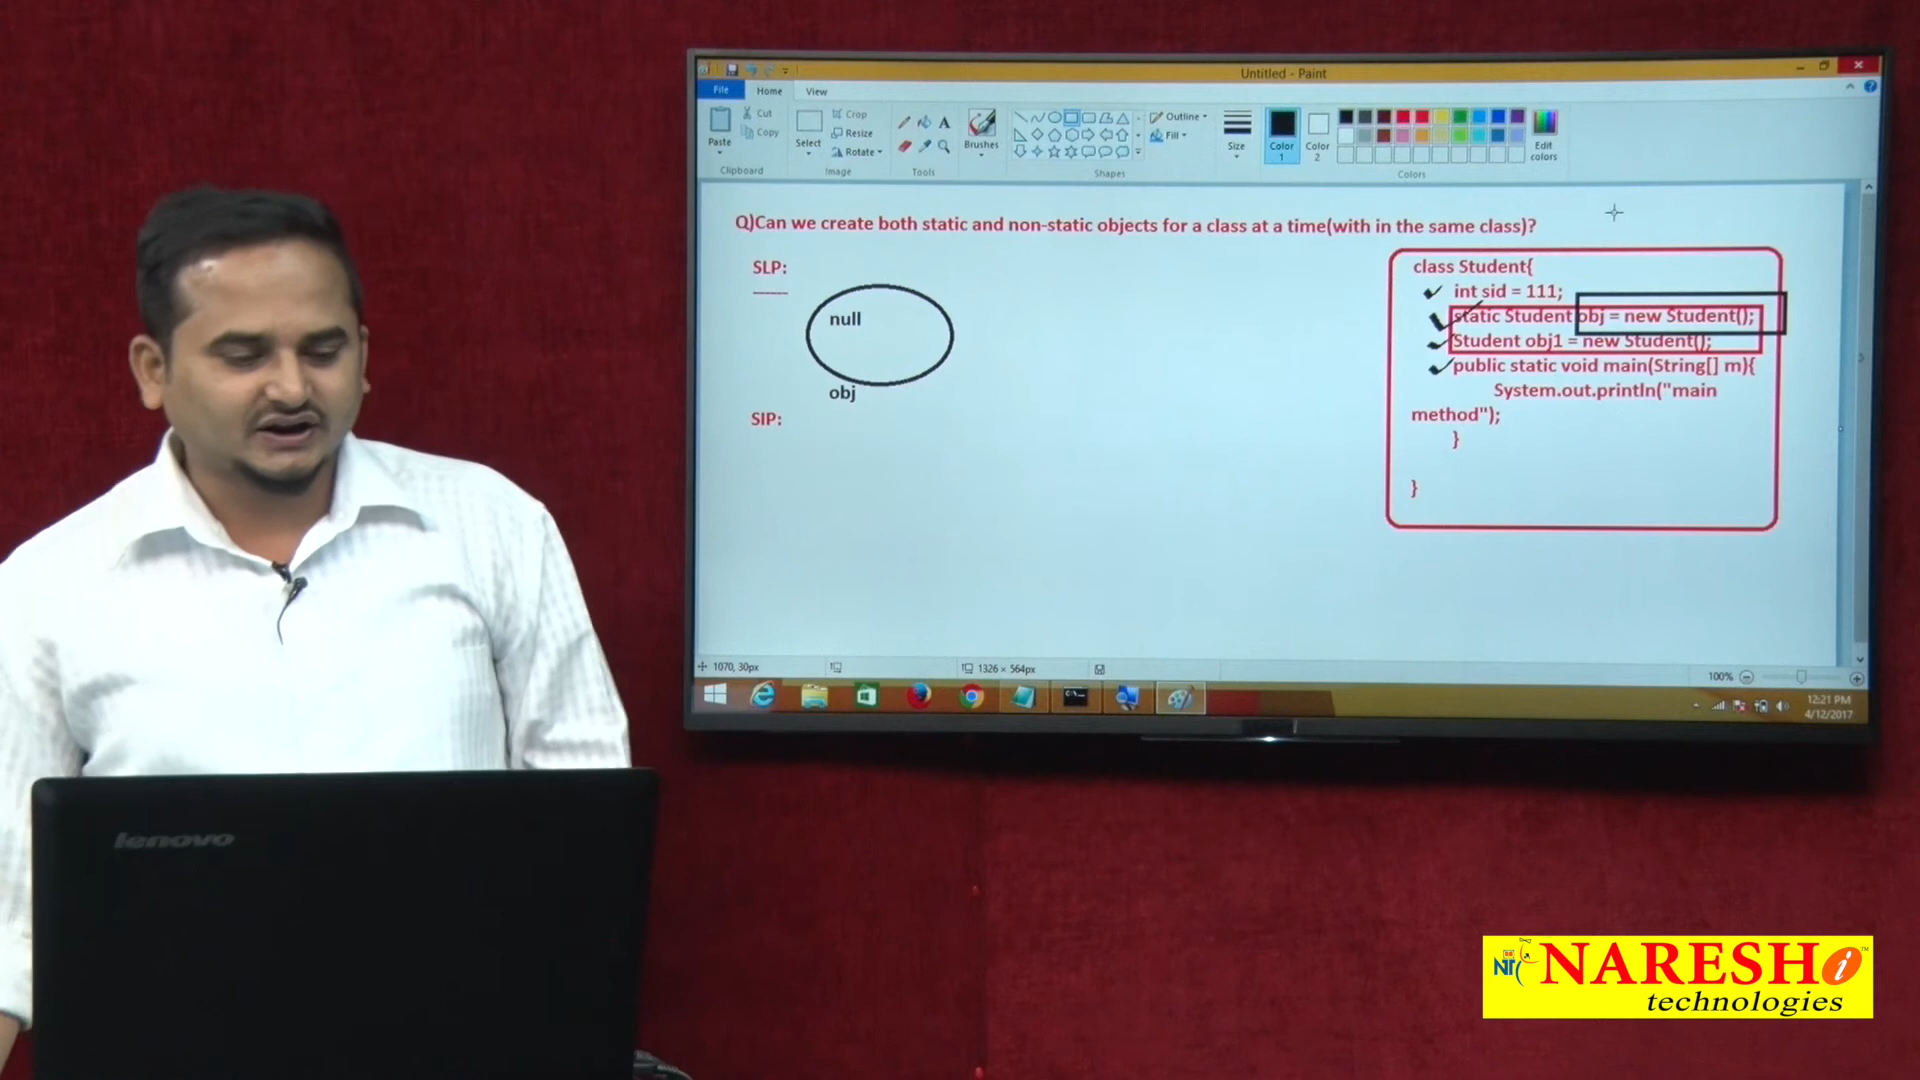 Untitled - Paint
File Home View
Cut
Copy
Paste
Clipboard
Select
Crop
Resize
Rotate
Image
A
Tools
Brushes
Outline
Fill
Shapes
Size
Color 1
Color 2
Edit colors
Colors
Q)Can we create both static and non-static objects for a class at a time(with in the same class)?
SLP:
------
null
obj
SIP:
class Student{
int sid = 111;
static Student obj = new Student();
Student obj1 = new Student();
public static void main(String[] m){
System.out.println("main
method");
}
}
1070, 30px
1326 × 564px
100%
12:21 PM
4/12/2017
lenovo
NT
NARESH i ™
technologies